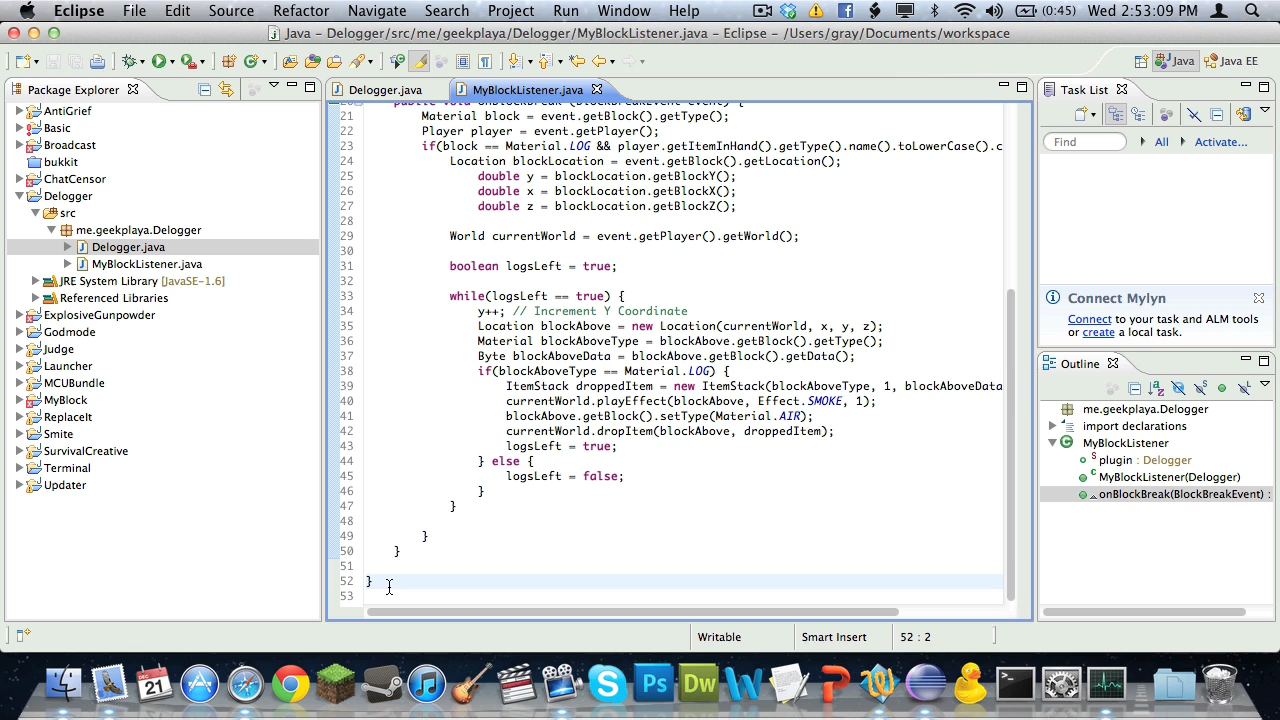 Eclipse File Edit Source Refactor Navigate Search Project Run Window Help (0:45) Wed 2:53:09 PM
Java – Delogger/src/me/geekplaya/Delogger/MyBlockListener.java – Eclipse – /Users/gray/Documents/workspace
Java Java EE
Package Explorer
AntiGrief
Basic
Broadcast
bukkit
ChatCensor
Delogger
src
me.geekplaya.Delogger
Delogger.java
MyBlockListener.java
JRE System Library [JavaSE-1.6]
Referenced Libraries
ExplosiveGunpowder
Godmode
Judge
Launcher
MCUBundle
MyBlock
ReplaceIt
Smite
SurvivalCreative
Terminal
Updater
Delogger.java MyBlockListener.java
20 public void onBlockBreak (BlockBreakEvent event) {
21 Material block = event.getBlock().getType();
22 Player player = event.getPlayer();
23 if(block == Material.LOG && player.getItemInHand().getType().name().toLowerCase().c
24 Location blockLocation = event.getBlock().getLocation();
25 double y = blockLocation.getBlockY();
26 double x = blockLocation.getBlockX();
27 double z = blockLocation.getBlockZ();
28
29 World currentWorld = event.getPlayer().getWorld();
30
31 boolean logsLeft = true;
32
33 while(logsLeft == true) {
34 y++; // Increment Y Coordinate
35 Location blockAbove = new Location(currentWorld, x, y, z);
36 Material blockAboveType = blockAbove.getBlock().getType();
37 Byte blockAboveData = blockAbove.getBlock().getData();
38 if(blockAboveType == Material.LOG) {
39 ItemStack droppedItem = new ItemStack(blockAboveType, 1, blockAboveData
40 currentWorld.playEffect(blockAbove, Effect.SMOKE, 1);
41 blockAbove.getBlock().setType(Material.AIR);
42 currentWorld.dropItem(blockAbove, droppedItem);
43 logsLeft = true;
44 } else {
45 logsLeft = false;
46 }
47 }
48
49 }
50 }
51
52 }
53
Task List
Find All Activate...
Connect Mylyn
Connect to your task and ALM tools
or create a local task.
Outline
me.geekplaya.Delogger
import declarations
MyBlockListener
plugin : Delogger
MyBlockListener(Delogger)
onBlockBreak(BlockBreakEvent) :
Writable Smart Insert 52 : 2
DEC 21 Ps Dw W P